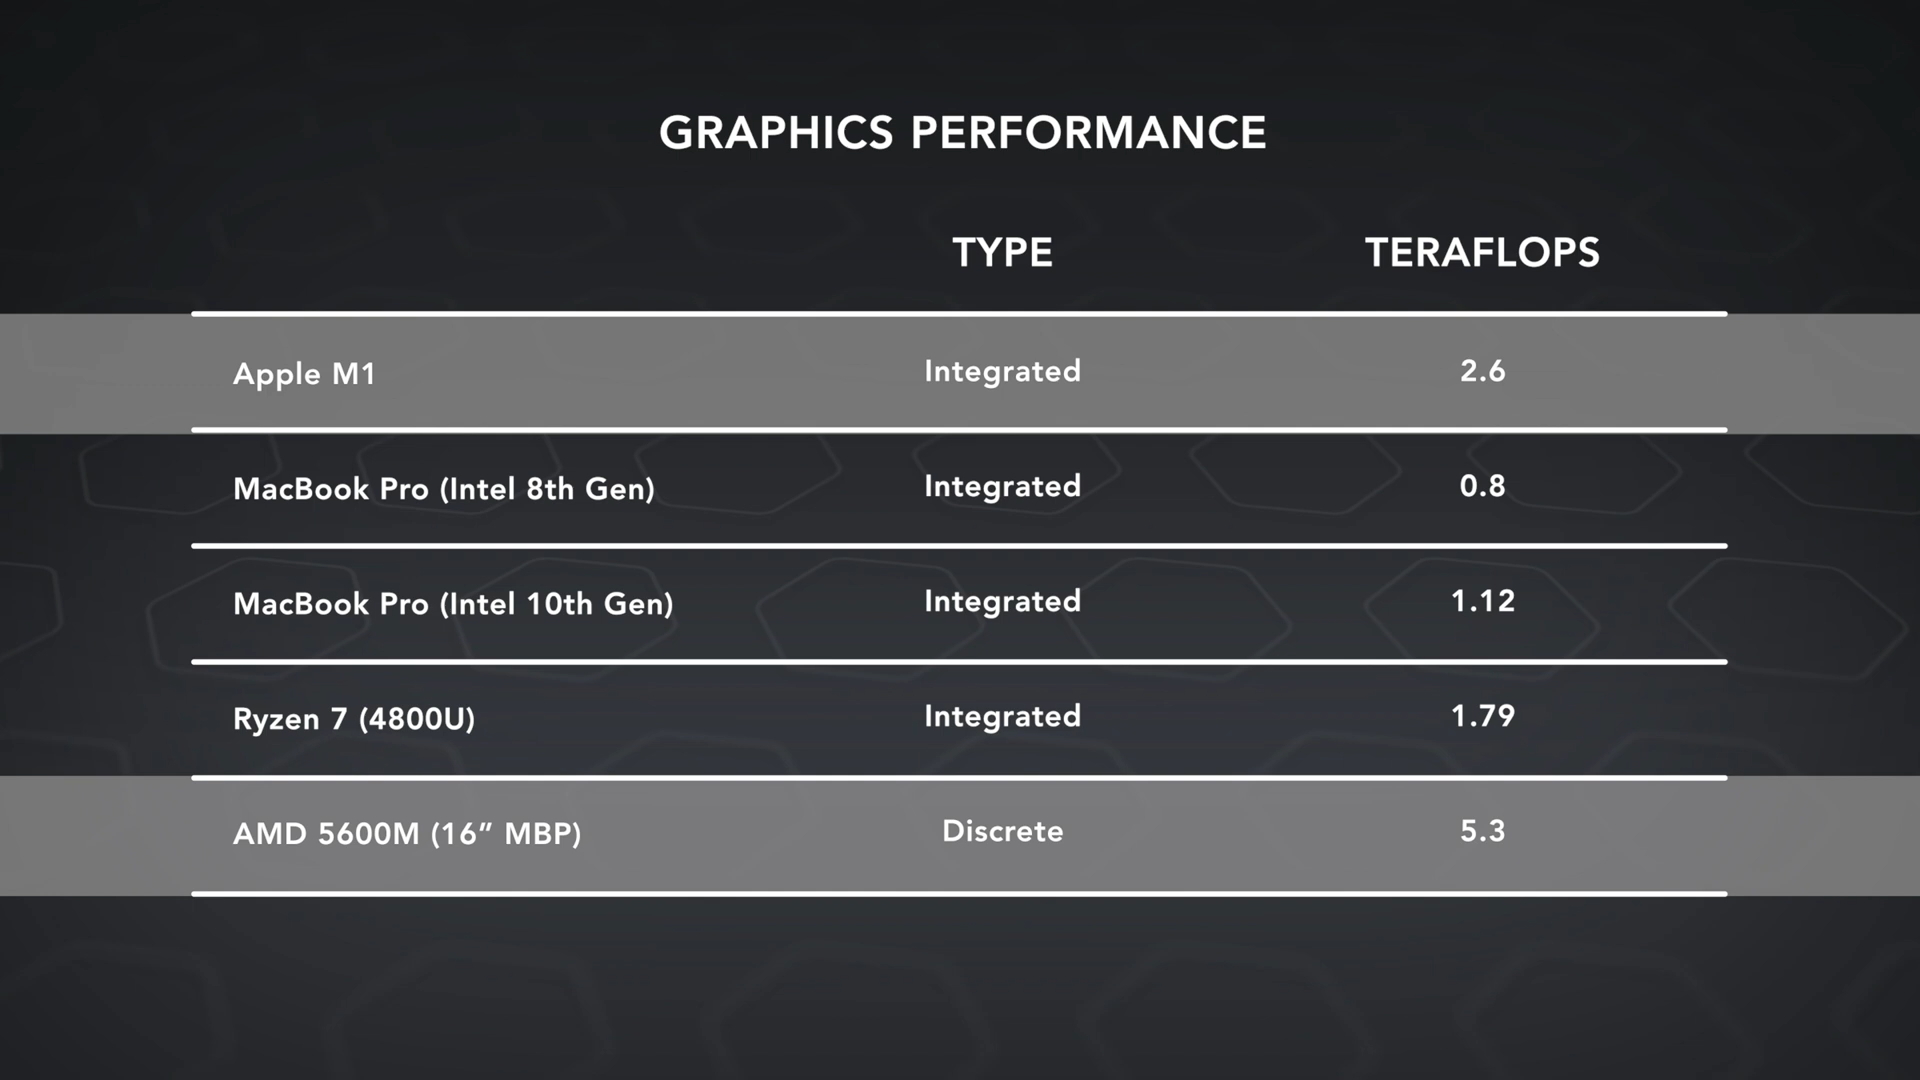 GRAPHICS PERFORMANCE
TYPE TERAFLOPS
Apple M1 Integrated 2.6
MacBook Pro (Intel 8th Gen) Integrated 0.8
MacBook Pro (Intel 10th Gen) Integrated 1.12
Ryzen 7 (4800U) Integrated 1.79
AMD 5600M (16” MBP) Discrete 5.3